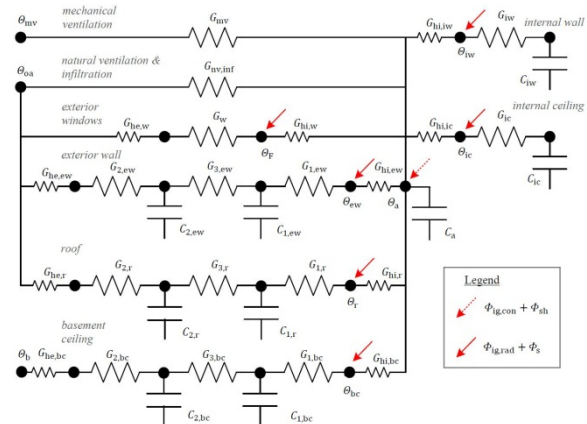 mechanical
ventilation
Θmv
Gmv
Ghi,iw
Θiw
Giw
internal wall
Ciw
Θoa
natural ventilation &
infiltration
Gnv,inf
exterior
windows
Ghe,w
Gw
ΘF
Ghi,w
Ghi,ic
Θic
Gic
internal ceiling
Cic
exterior wall
Ghe,ew
G2,ew
G3,ew
G1,ew
Ghi,ew
Θew
Θa
C2,ew
C1,ew
Ca
roof
Ghe,r
G2,r
G3,r
G1,r
Ghi,r
Θr
C2,r
C1,r
basement
ceiling
Θb
Ghe,bc
G2,bc
G3,bc
G1,bc
Ghi,bc
Θbc
C2,bc
C1,bc
Legend
Φig,con + Φsh
Φig,rad + Φs